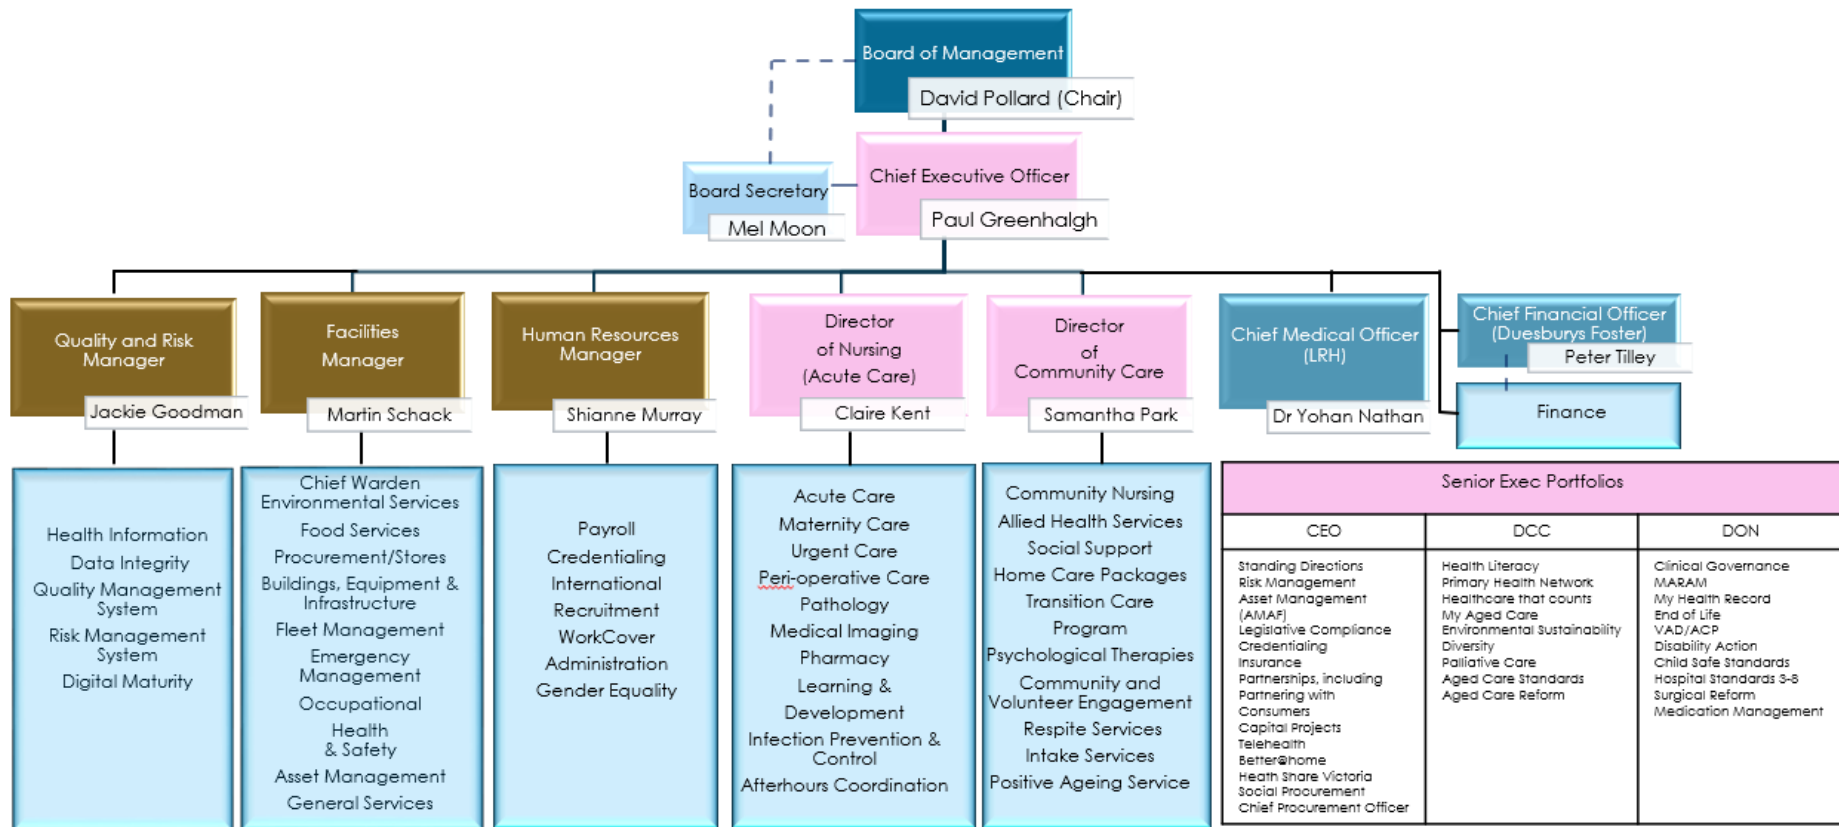 Board of Management
David Pollard (Chair)
Chief Executive Officer
Paul Greenhalgh
Board Secretary
Mel Moon
Quality and Risk
Manager
Jackie Goodman
Facilities
Manager
Martin Schack
Human Resources
Manager
Shianne Murray
Director
of Nursing
(Acute Care)
Claire Kent
Director
of
Community Care
Samantha Park
Chief Medical Officer
(LRH)
Dr Yohan Nathan
Chief Financial Officer
(Duesburys Foster)
Peter Tilley
Finance
Health Information
Data Integrity
Quality Management
System
Risk Management
System
Digital Maturity
Chief Warden
Environmental Services
Food Services
Procurement/Stores
Buildings, Equipment &
Infrastructure
Fleet Management
Emergency
Management
Occupational
Health
& Safety
Asset Management
General Services
Payroll
Credentialing
International
Recruitment
WorkCover
Administration
Gender Equality
Acute Care
Maternity Care
Urgent Care
Peri-operative Care
Pathology
Medical Imaging
Pharmacy
Learning &
Development
Infection Prevention &
Control
Afterhours Coordination
Community Nursing
Allied Health Services
Social Support
Home Care Packages
Transition Care
Program
Psychological Therapies
Community and
Volunteer Engagement
Respite Services
Intake Services
Positive Ageing Service
Senior Exec Portfolios
CEO
Standing Directions
Risk Management
Asset Management
(AMAF)
Legislative Compliance
Credentialing
Insurance
Partnerships, including
Partnering with
Consumers
Capital Projects
Telehealth
Better@home
Heath Share Victoria
Social Procurement
Chief Procurement Officer
DCC
Health Literacy
Primary Health Network
Healthcare that counts
My Aged Care
Environmental Sustainability
Diversity
Palliative Care
Aged Care Standards
Aged Care Reform
DON
Clinical Governance
MARAM
My Health Record
End of Life
VAD/ACP
Disability Action
Child Safe Standards
Hospital Standards 3-8
Surgical Reform
Medication Management